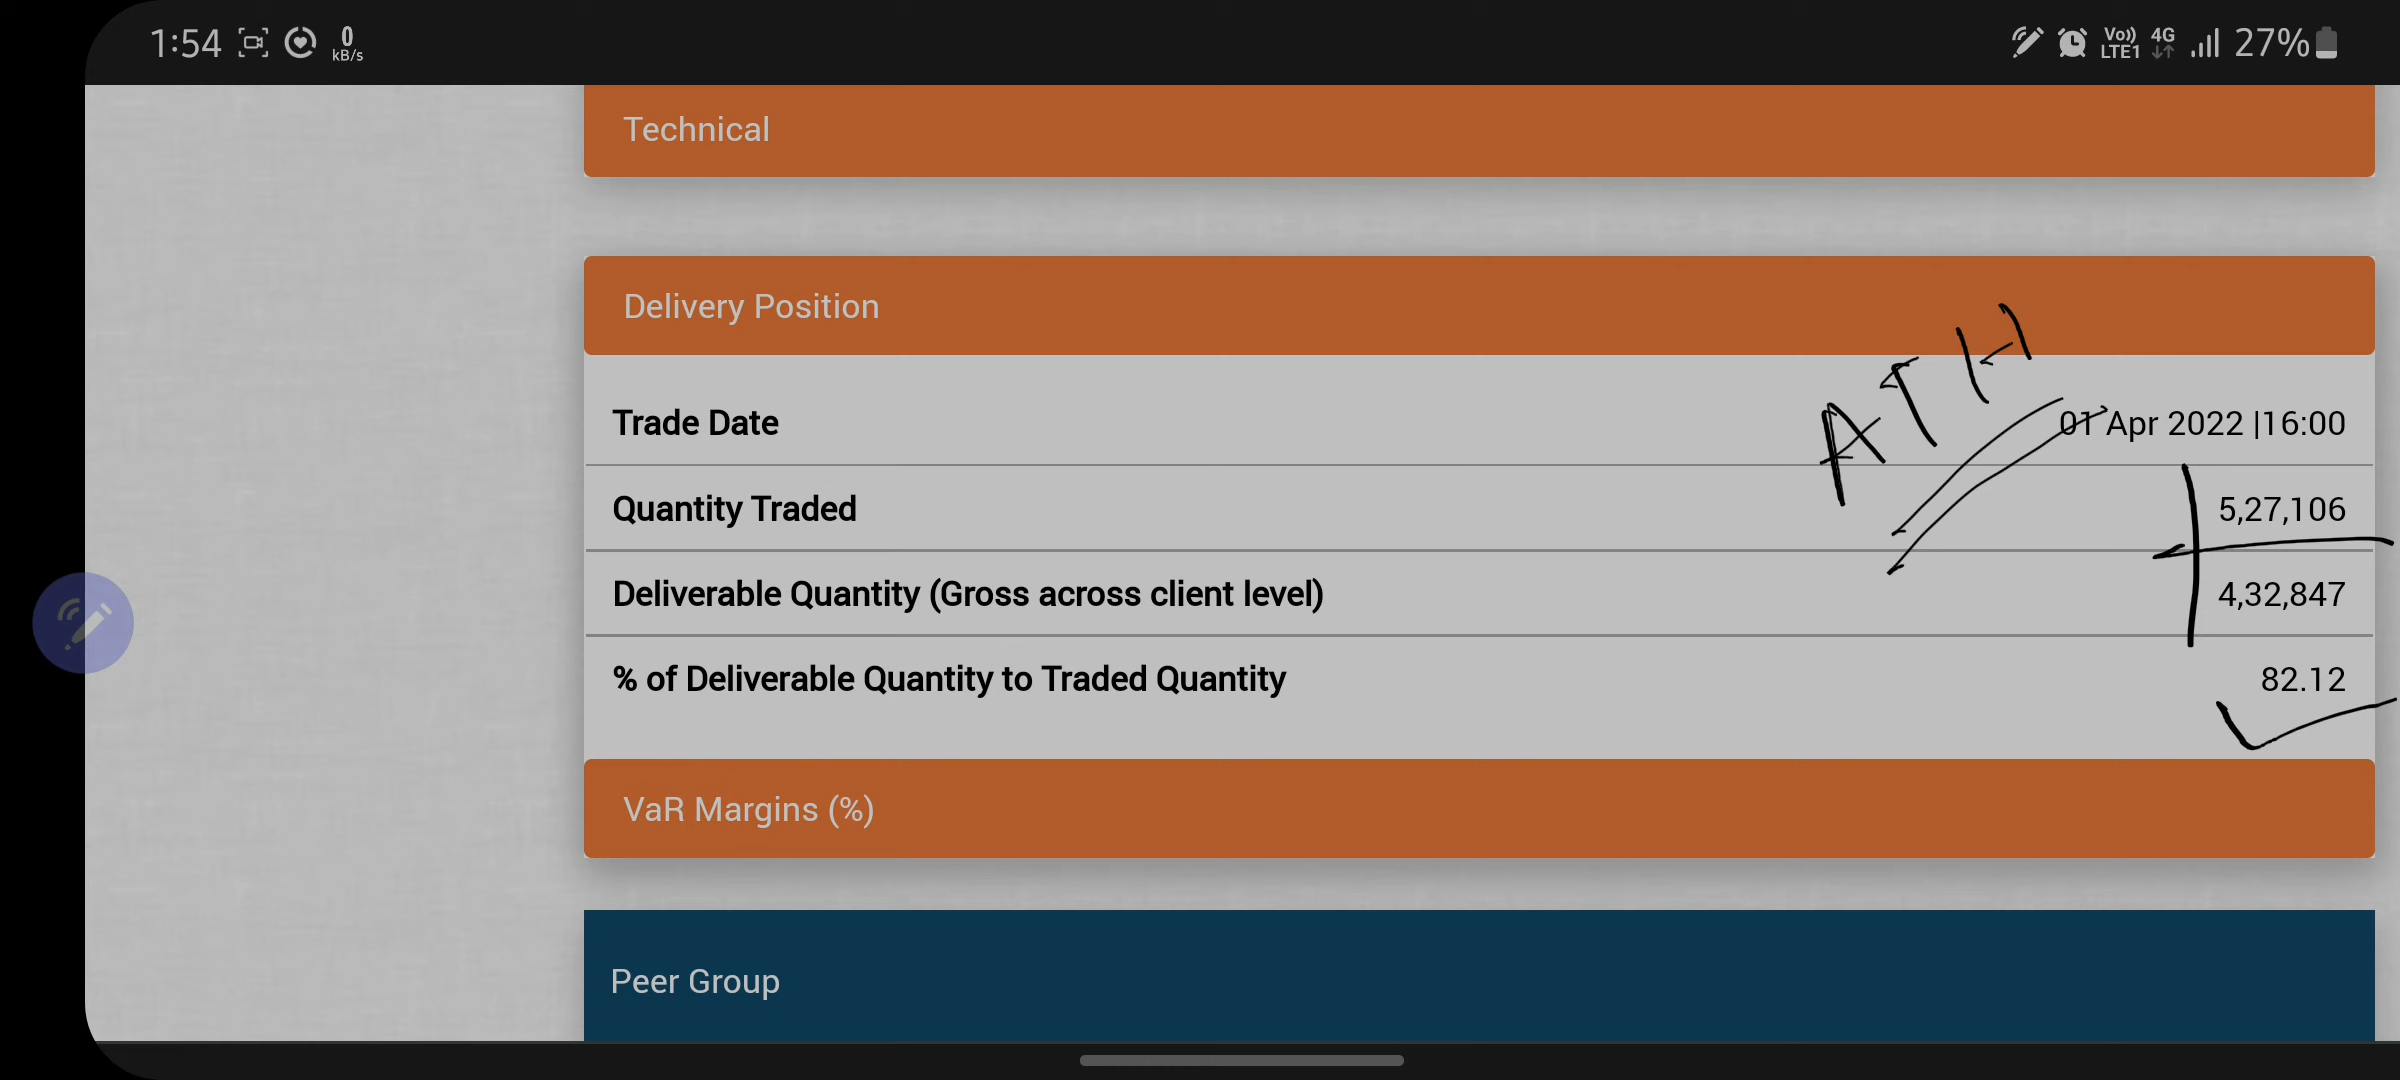 1:54 0 kB/s Vo)) LTE1 4G 27%
Technical
Delivery Position
ATH
Trade Date 01 Apr 2022 |16:00
Quantity Traded 5,27,106
Deliverable Quantity (Gross across client level) 4,32,847
% of Deliverable Quantity to Traded Quantity 82.12
VaR Margins (%)
Peer Group